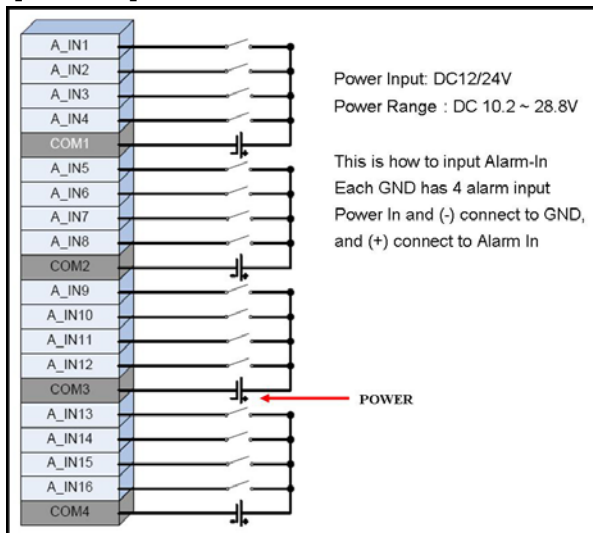 A_IN1
A_IN2
A_IN3
A_IN4
COM1
A_IN5
A_IN6
A_IN7
A_IN8
COM2
A_IN9
A_IN10
A_IN11
A_IN12
COM3
A_IN13
A_IN14
A_IN15
A_IN16
COM4
Power Input: DC12/24V
Power Range : DC 10.2 ~ 28.8V
This is how to input Alarm-In
Each GND has 4 alarm input
Power In and (-) connect to GND,
and (+) connect to Alarm In
POWER